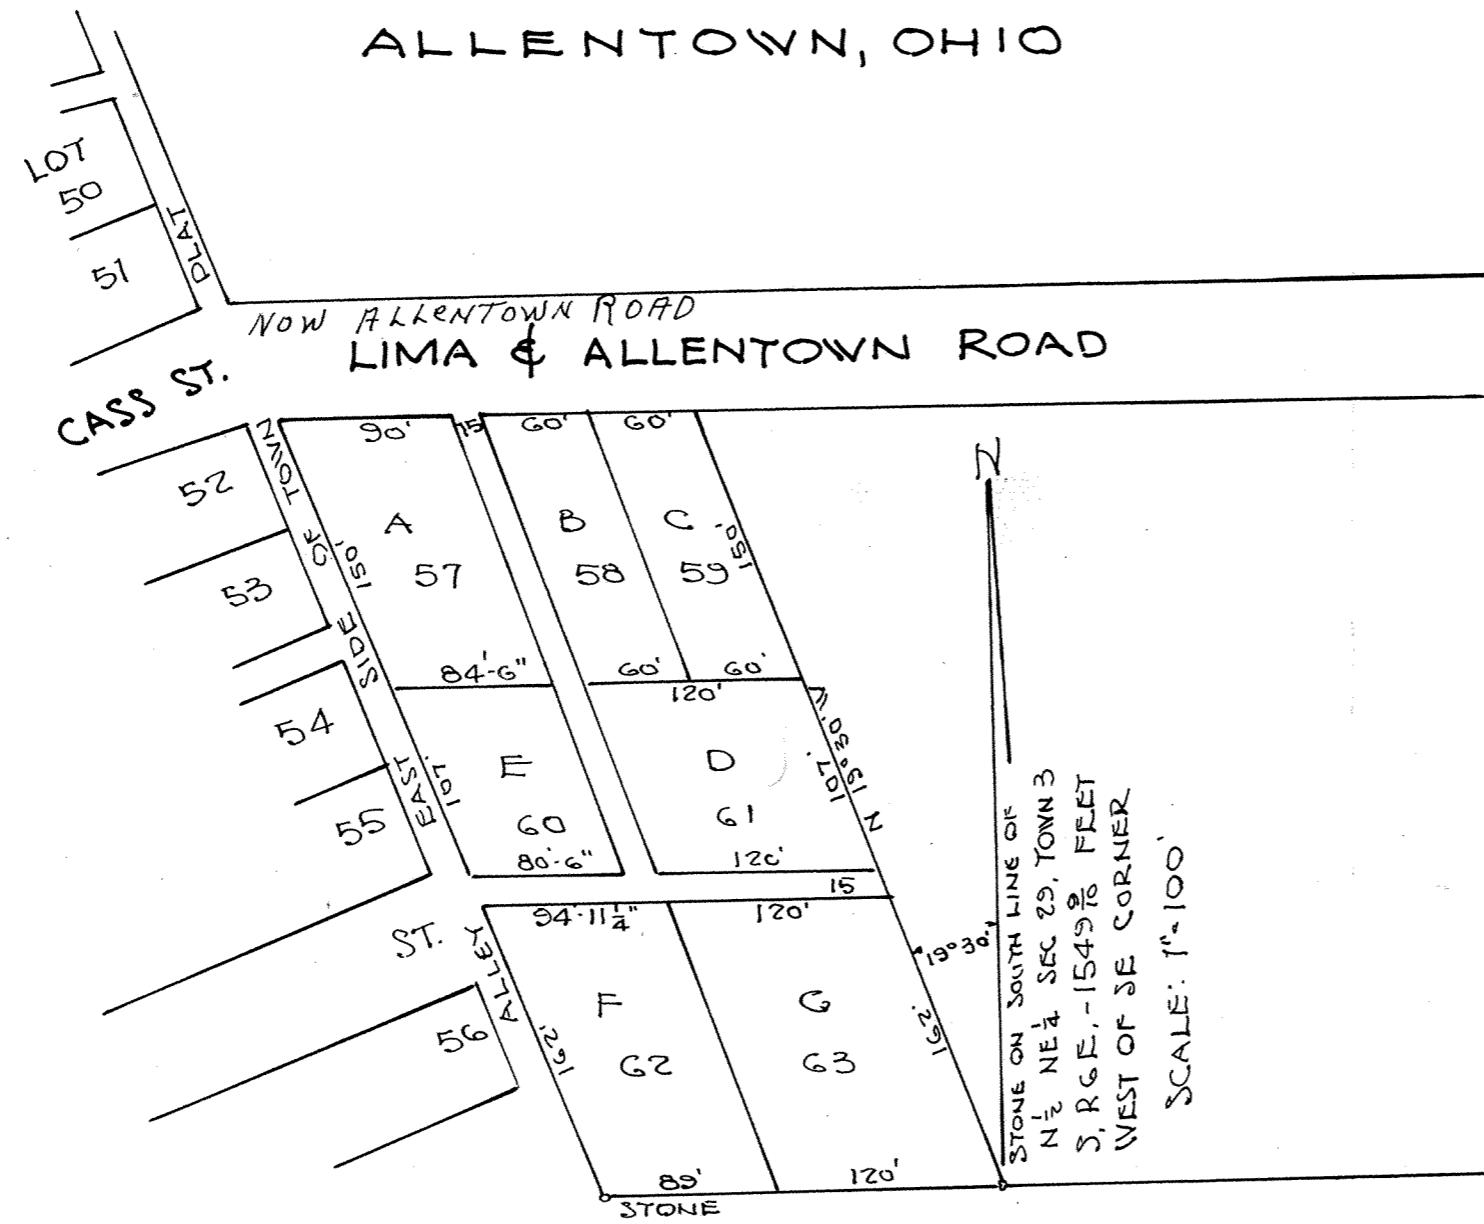 ALLENTOWN, OHIO
LOT
50
51
PLAT
NOW ALLENTOWN ROAD
LIMA & ALLENTOWN ROAD
CASS ST.
EAST SIDE OF TOWN
90'
15
60'
60'
52
A
B
C
150'
150'
57
58
59
53
84'-6"
60'
60'
120'
N 19° 30' W.
54
E
D
107'
107'
55
60
61
80'-6"
120'
15
94'-11¼"
120'
ST.
ALLEY
19° 30'
F
G
56
162'
162'
62
63
89'
120'
STONE
N
STONE ON SOUTH LINE OF
N ½ NE ¼ SEC 29, TOWN 3
S, R6E,-1549 9/10 FEET
WEST OF SE CORNER
SCALE: 1"=100'